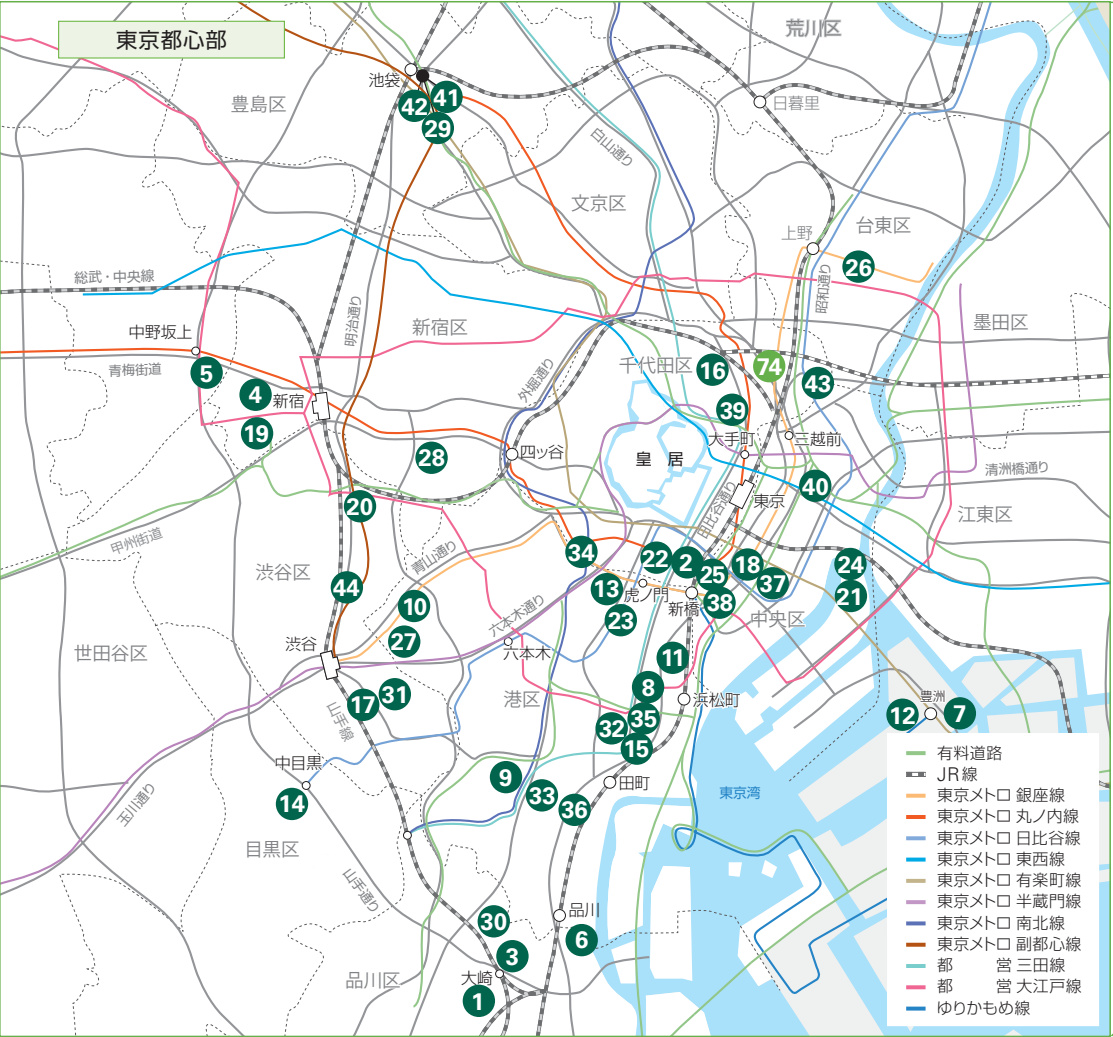 東京都心部
荒川区
池袋
豊島区
42
41
29
日暮里
白山通り
文京区
台東区
上野
26
昭和通り
総武・中央線
明治通り
新宿区
墨田区
中野坂上
青梅街道
5
4
新宿
19
外堀通り
千代田区
16
74
43
39
大手町
三越前
28
四ッ谷
皇 居
清洲橋通り
20
日比谷通り
東京
40
江東区
甲州街道
青山通り
渋谷区
34
22
2
25
18
37
24
21
44
10
13
虎ノ門
新橋
38
23
中央区
27
六本木通り
六本木
世田谷区
渋谷
11
17
31
港区
8
浜松町
豊洲
12
7
山手線
32
35
15
中目黒
14
9
33
36
田町
東京湾
玉川通り
目黒区
山手通り
30
品川
6
3
大崎
品川区
1
有料道路
JR線
東京メトロ 銀座線
東京メトロ 丸ノ内線
東京メトロ 日比谷線
東京メトロ 東西線
東京メトロ 有楽町線
東京メトロ 半蔵門線
東京メトロ 南北線
東京メトロ 副都心線
都 営 三田線
都 営 大江戸線
ゆりかもめ線